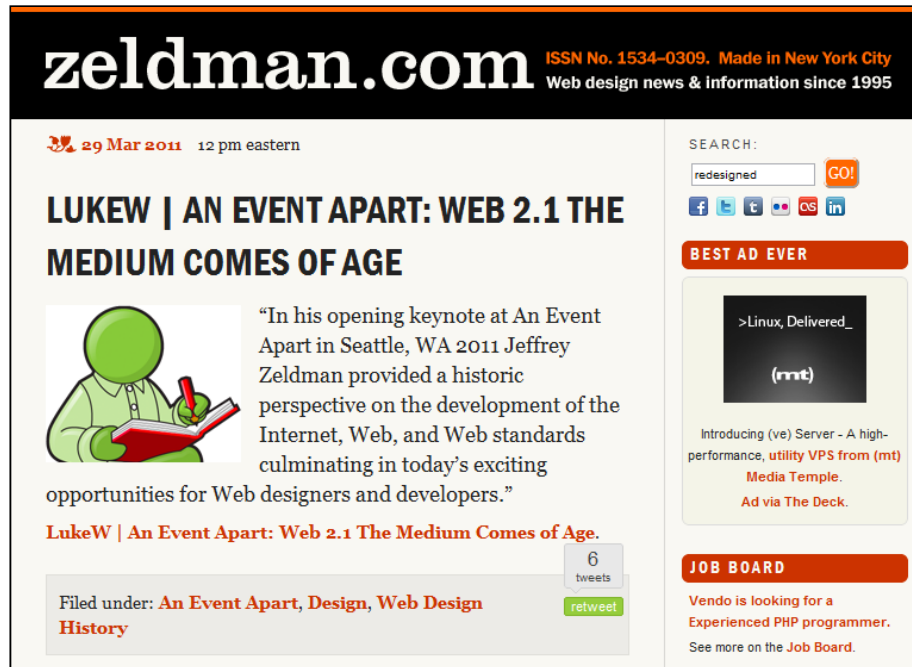 zeldman.com
ISSN No. 1534–0309. Made in New York City
Web design news & information since 1995
29 Mar 2011 12 pm eastern
LUKEW | AN EVENT APART: WEB 2.1 THE
MEDIUM COMES OF AGE
“In his opening keynote at An Event
Apart in Seattle, WA 2011 Jeffrey
Zeldman provided a historic
perspective on the development of the
Internet, Web, and Web standards
culminating in today’s exciting
opportunities for Web designers and developers.”
LukeW | An Event Apart: Web 2.1 The Medium Comes of Age.
6
tweets
retweet
Filed under: An Event Apart, Design, Web Design
History
SEARCH:
redesigned
GO!
BEST AD EVER
>Linux, Delivered_
(mt)
Introducing (ve) Server - A high-
performance, utility VPS from (mt)
Media Temple.
Ad via The Deck.
JOB BOARD
Vendo is looking for a
Experienced PHP programmer.
See more on the Job Board.